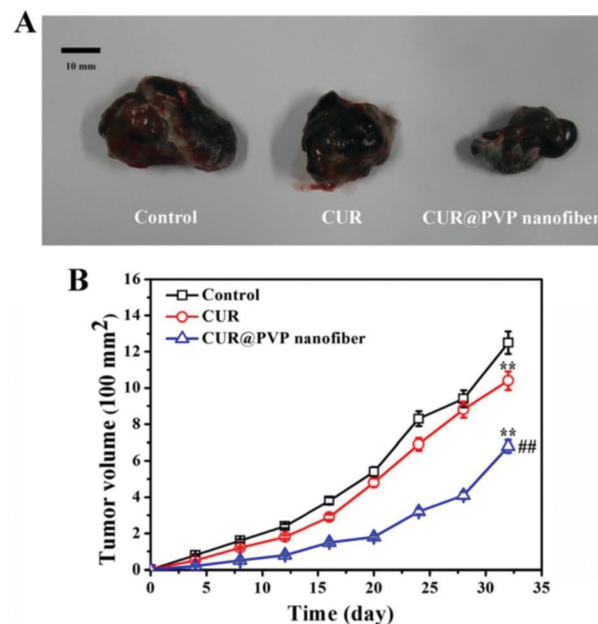 A
10 mm
Control
CUR
CUR@PVP nanofiber
B
Control
CUR
CUR@PVP nanofiber
16
14
12
10
8
6
4
2
0
**
**
##
0 5 10 15 20 25 30 35
Tumor volume (100 mm²)
Time (day)